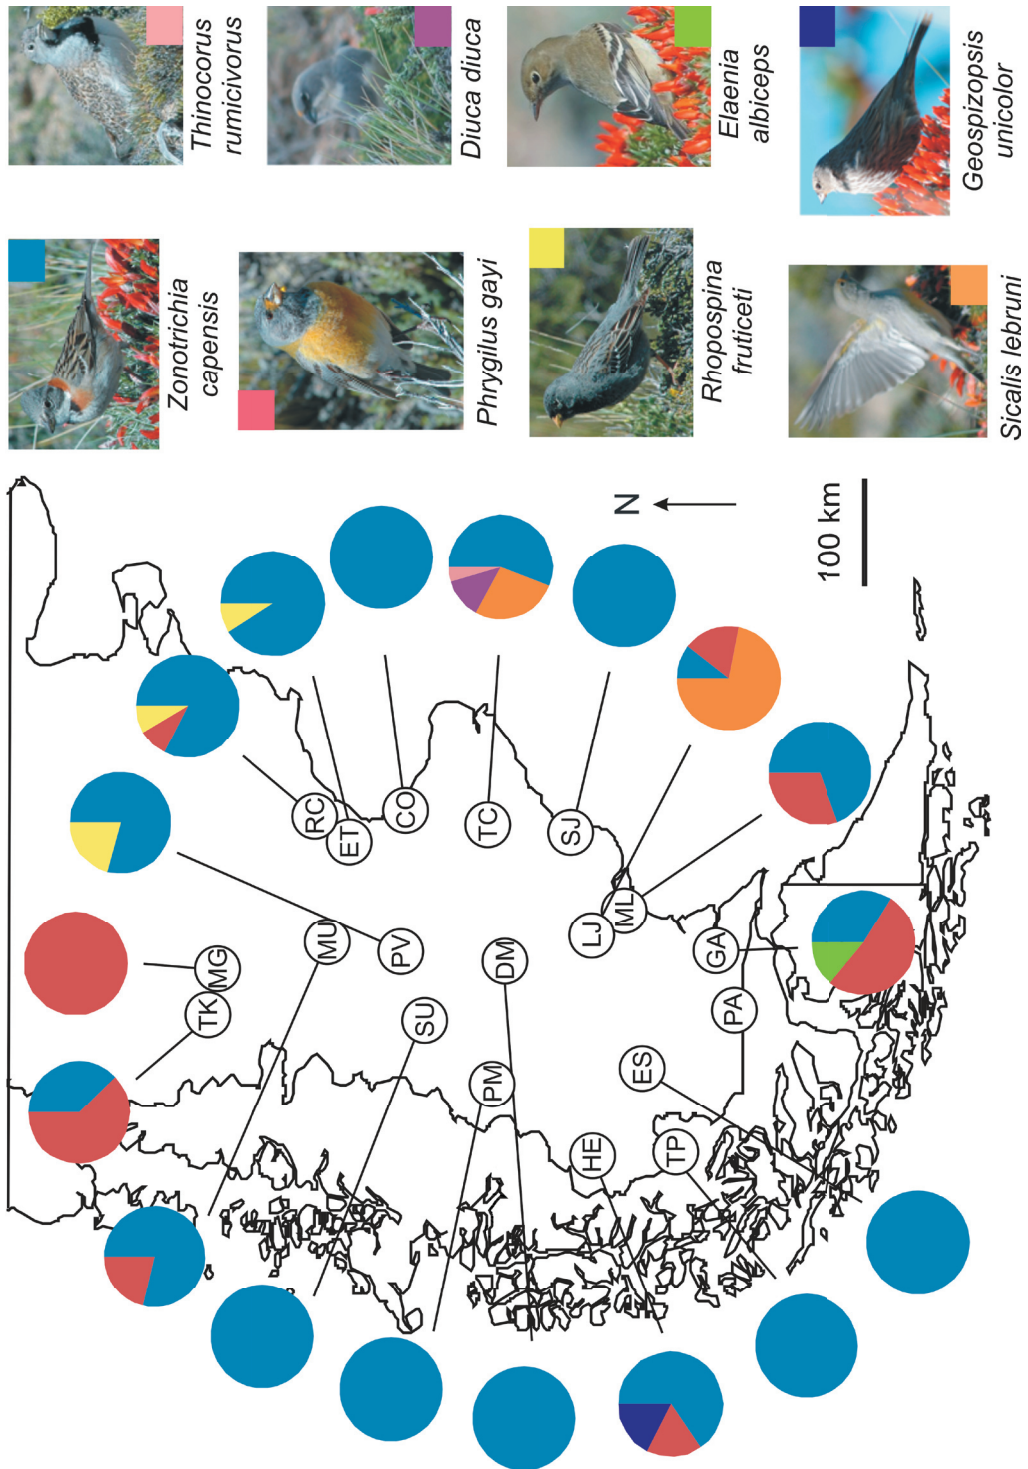 Zonotrichia
capensis
Thinocorus
rumicivorus
Phrygilus gayi
Diuca diuca
Rhopospina
fruticeti
Elaenia
albiceps
Sicalis lebruni
Geospizopsis
unicolor
N
100 km
TK
MG
MU
RC
ET
PV
CO
SU
TC
DM
PM
SJ
LJ
ML
HE
ES
TP
GA
PA